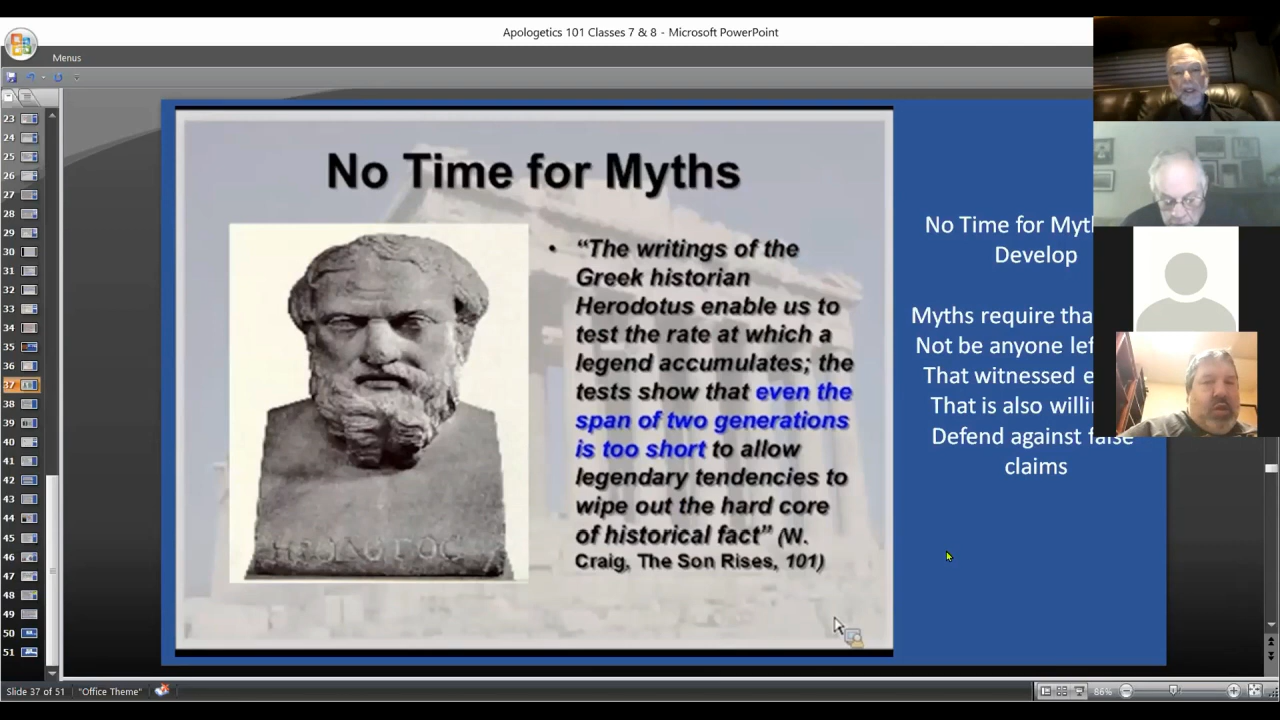 Apologetics 101 Classes 7 & 8 - Microsoft PowerPoint
Menus
23
24
25
26
27
28
29
30
31
32
33
34
35
36
37
38
39
40
41
42
43
44
45
46
47
48
49
50
51
No Time for Myths
• “The writings of the
Greek historian
Herodotus enable us to
test the rate at which a
legend accumulates; the
tests show that even the
span of two generations
is too short to allow
legendary tendencies to
wipe out the hard core
of historical fact” (W.
Craig, The Son Rises, 101)
No Time for
Develop
Myths require
Not be anyone
That witnessed
That is also
Defend against false
claims
Slide 37 of 51
"Office Theme"
86%